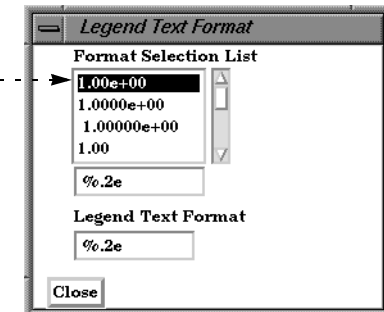 Legend Text Format
Format Selection List
1.00e+00
1.0000e+00
1.00000e+00
1.00
%.2e
Legend Text Format
%.2e
Close